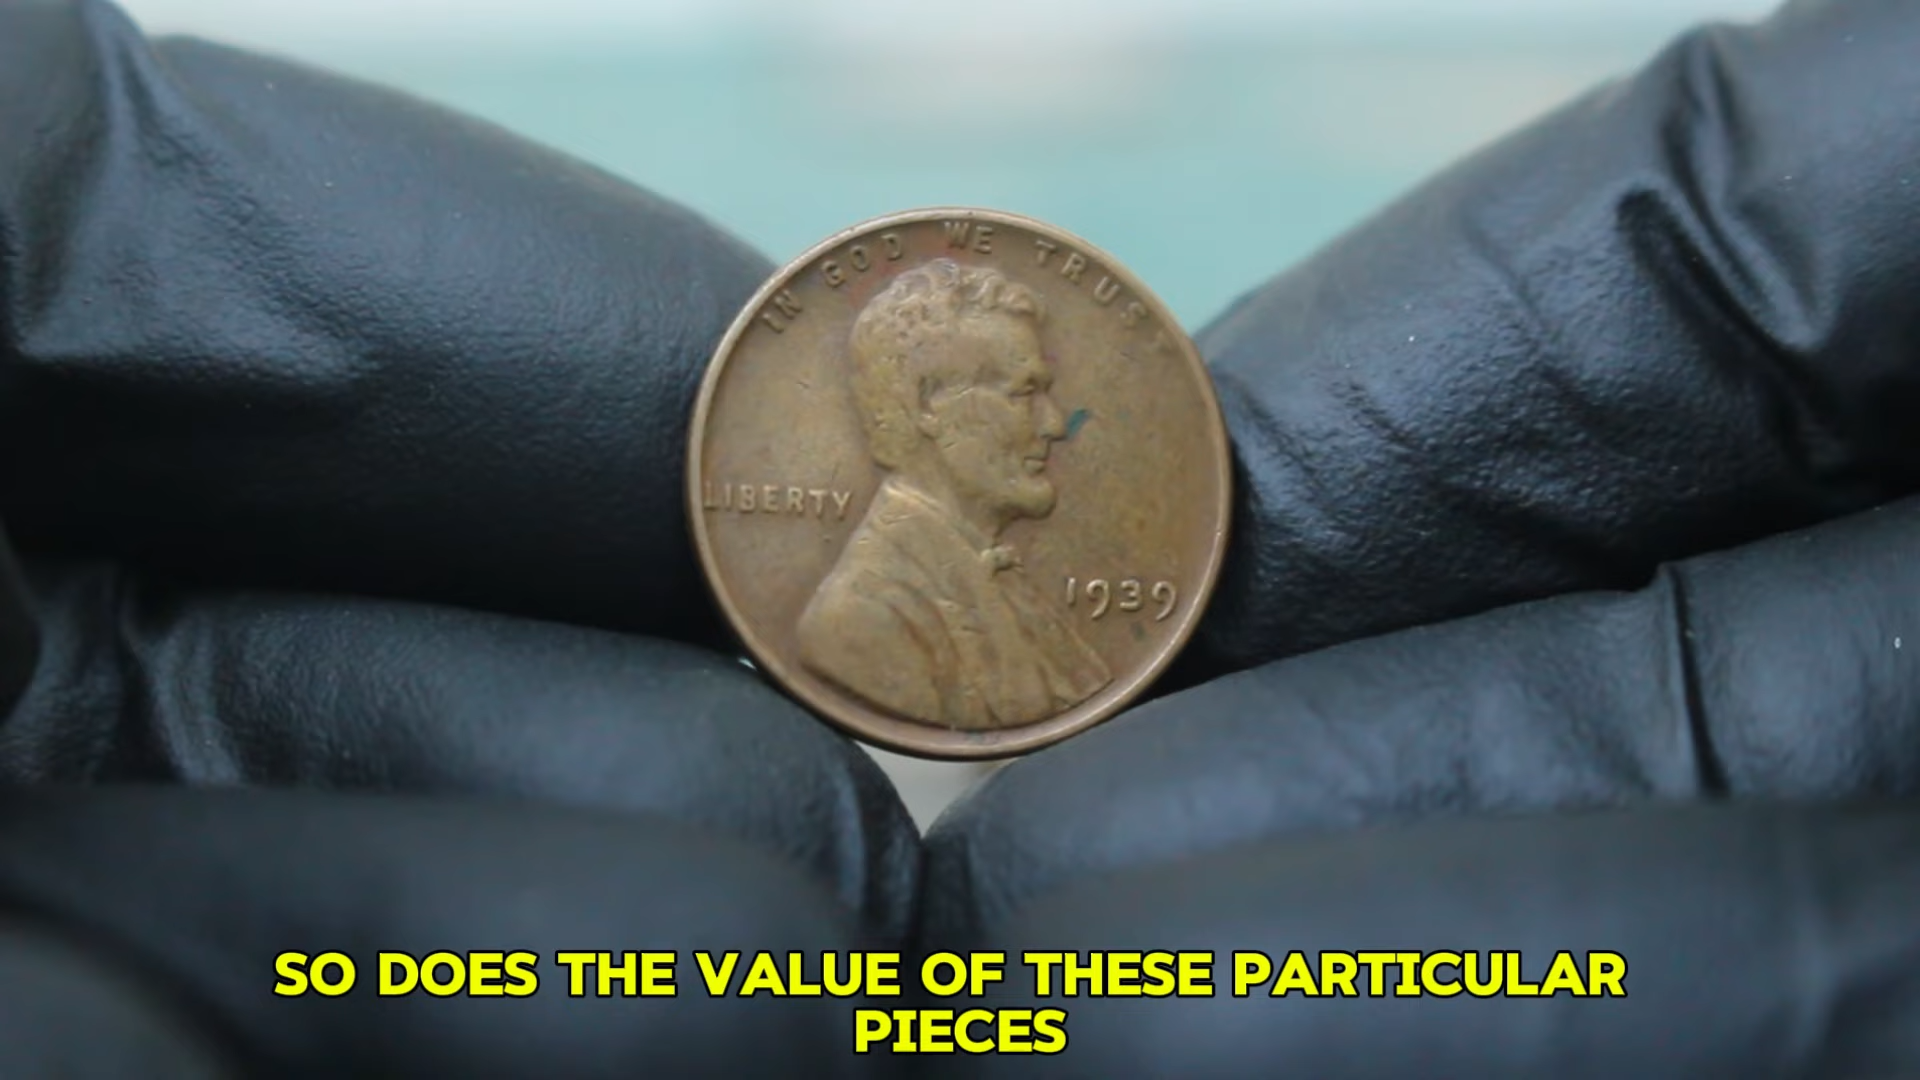 IN GOD WE TRUST
LIBERTY
1939
SO DOES THE VALUE OF THESE PARTICULAR
PIECES